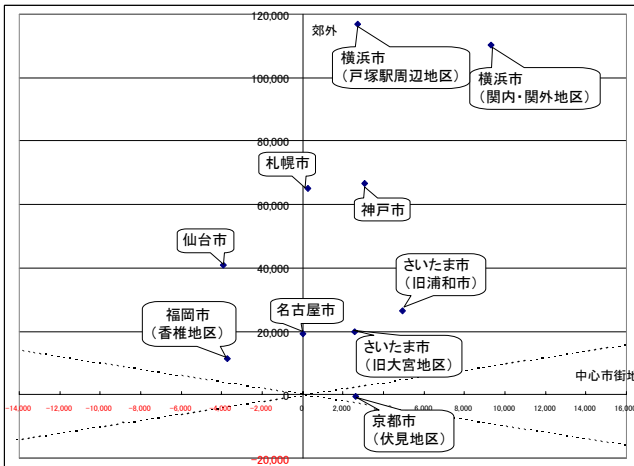 120,000
郊外
横浜市
（戸塚駅周辺地区）
横浜市
（関内・関外地区）
100,000
80,000
札幌市
神戸市
60,000
仙台市
さいたま市
（旧浦和市）
40,000
福岡市
（香椎地区）
名古屋市
20,000
さいたま市
（旧大宮地区）
中心市街地
0
-14,000 -12,000 -10,000 -8,000 -6,000 -4,000 -2,000 0 2,000 4,000 6,000 8,000 10,000 12,000 14,000 16,000
京都市
（伏見地区）
-20,000